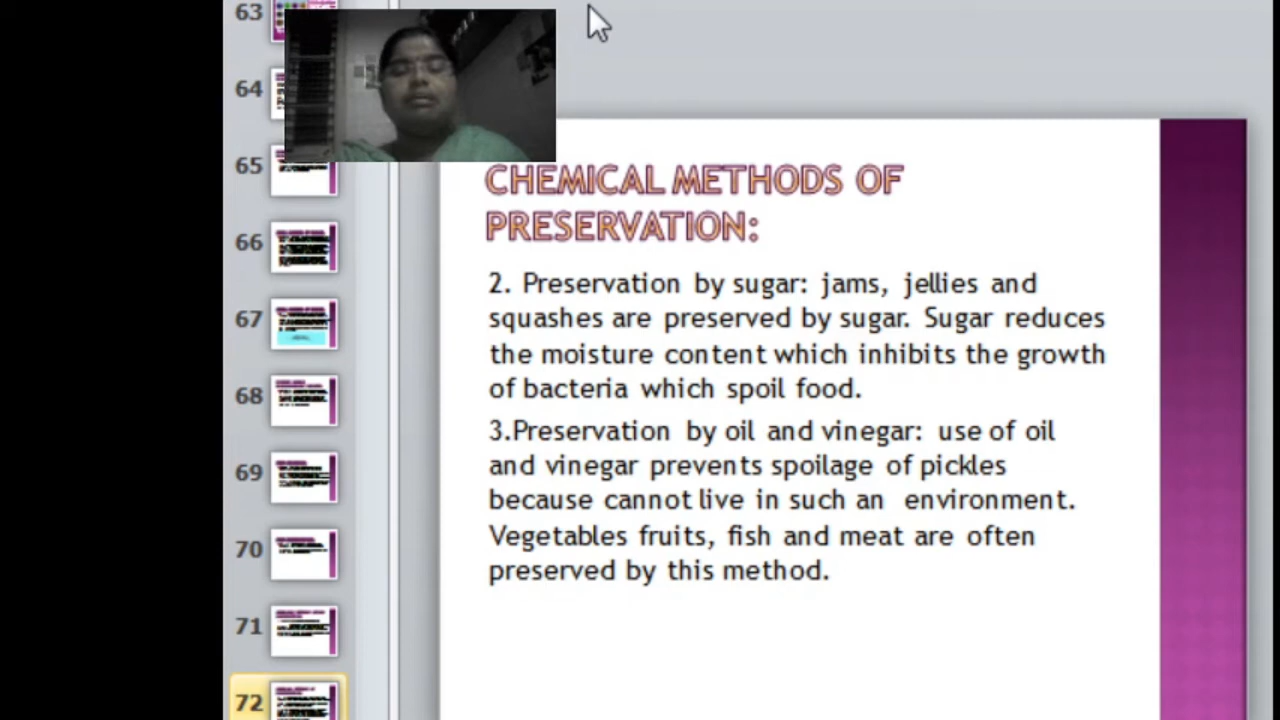 63
64
65
66
67
68
69
70
71
72
CHEMICAL METHODS OF
PRESERVATION:
2. Preservation by sugar: jams, jellies and
squashes are preserved by sugar. Sugar reduces
the moisture content which inhibits the growth
of bacteria which spoil food.
3.Preservation by oil and vinegar: use of oil
and vinegar prevents spoilage of pickles
because cannot live in such an environment.
Vegetables fruits, fish and meat are often
preserved by this method.